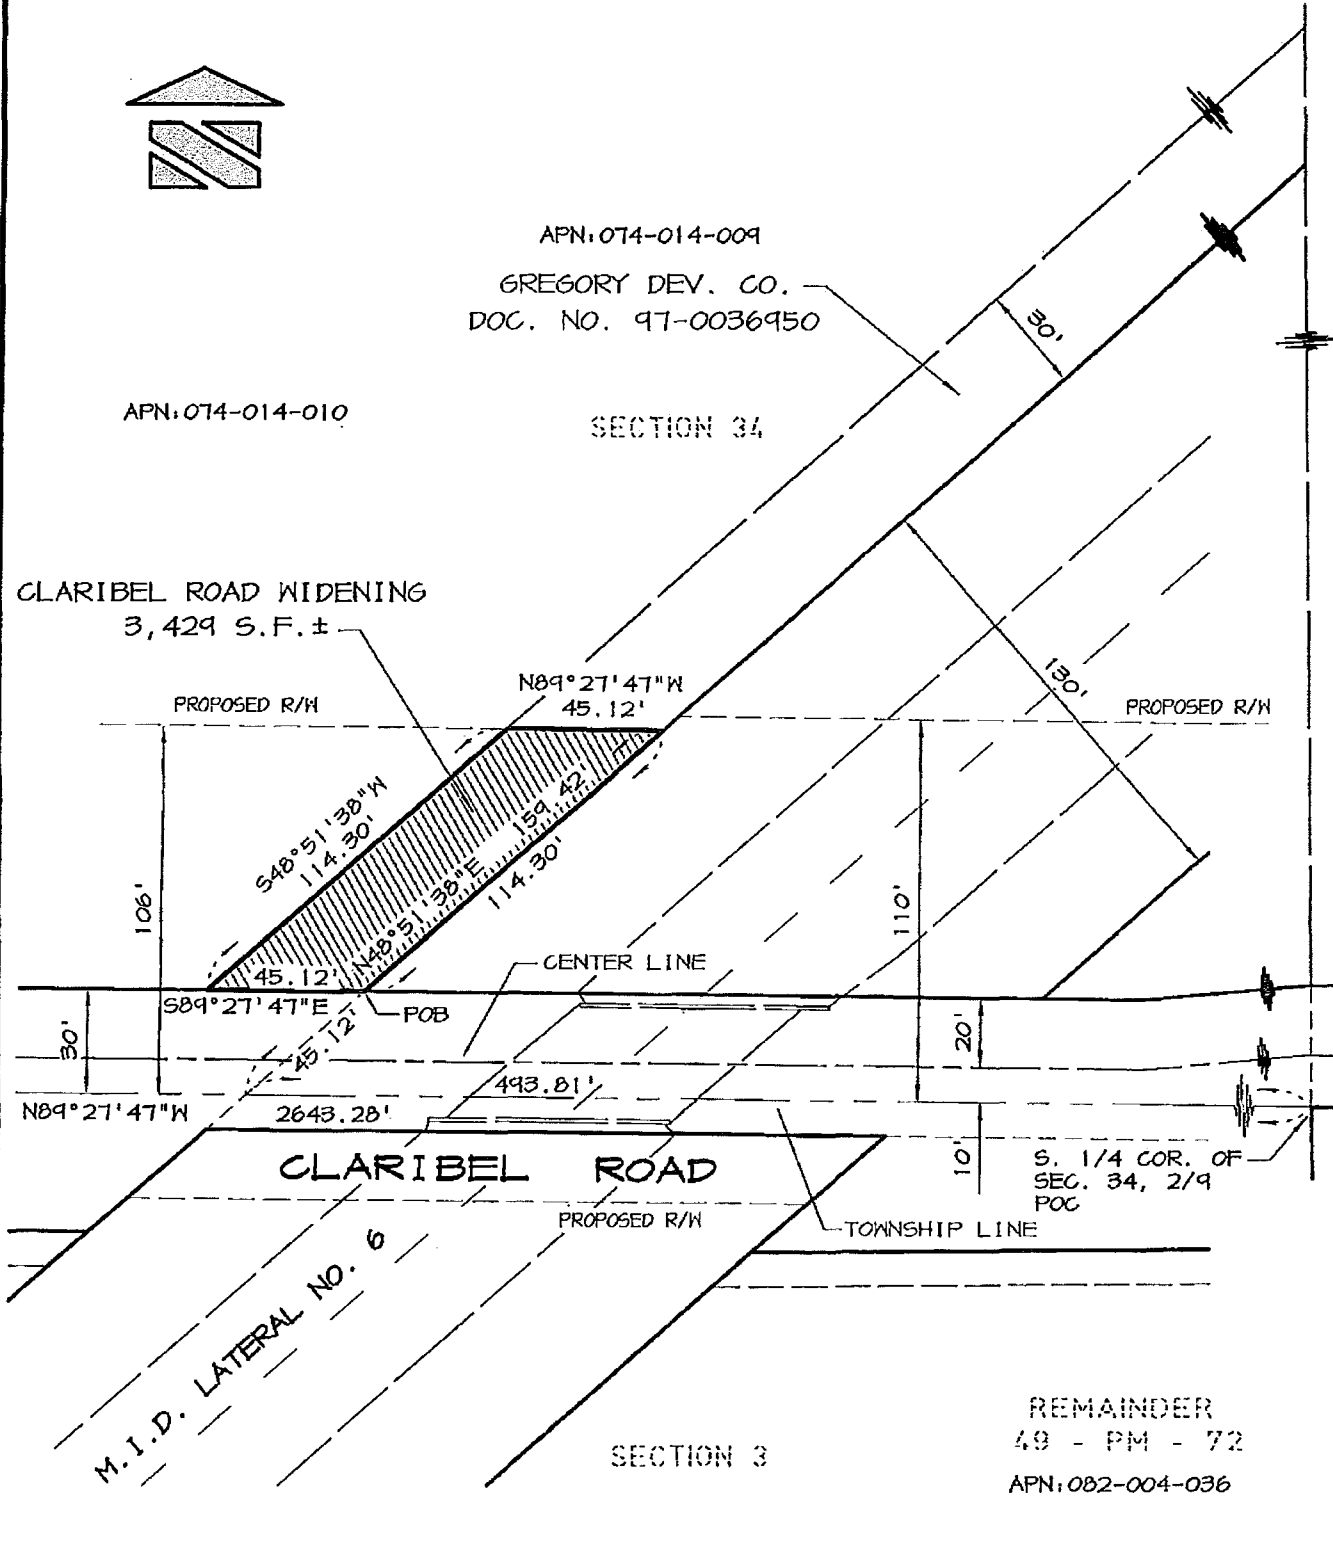 APN:074-014-009
GREGORY DEV. CO.
DOC. NO. 97-0036950
30'
APN:074-014-010
SECTION 34
CLARIBEL ROAD WIDENING
3,429 S.F.±
N89°27'47"W
45.12'
PROPOSED R/W
130'
PROPOSED R/W
S48°51'38"W
114.30'
159.42'
N48°51'38"E
114.30'
106'
110'
45.12'
S89°27'47"E
CENTER LINE
POB
30'
45.12'
20'
493.81'
N89°27'47"W
2643.28'
10'
CLARIBEL ROAD
S. 1/4 COR. OF
SEC. 34, 2/9
POC
PROPOSED R/W
TOWNSHIP LINE
M.I.D. LATERAL NO. 6
REMAINDER
49 - PM - 72
SECTION 3
APN:082-004-036